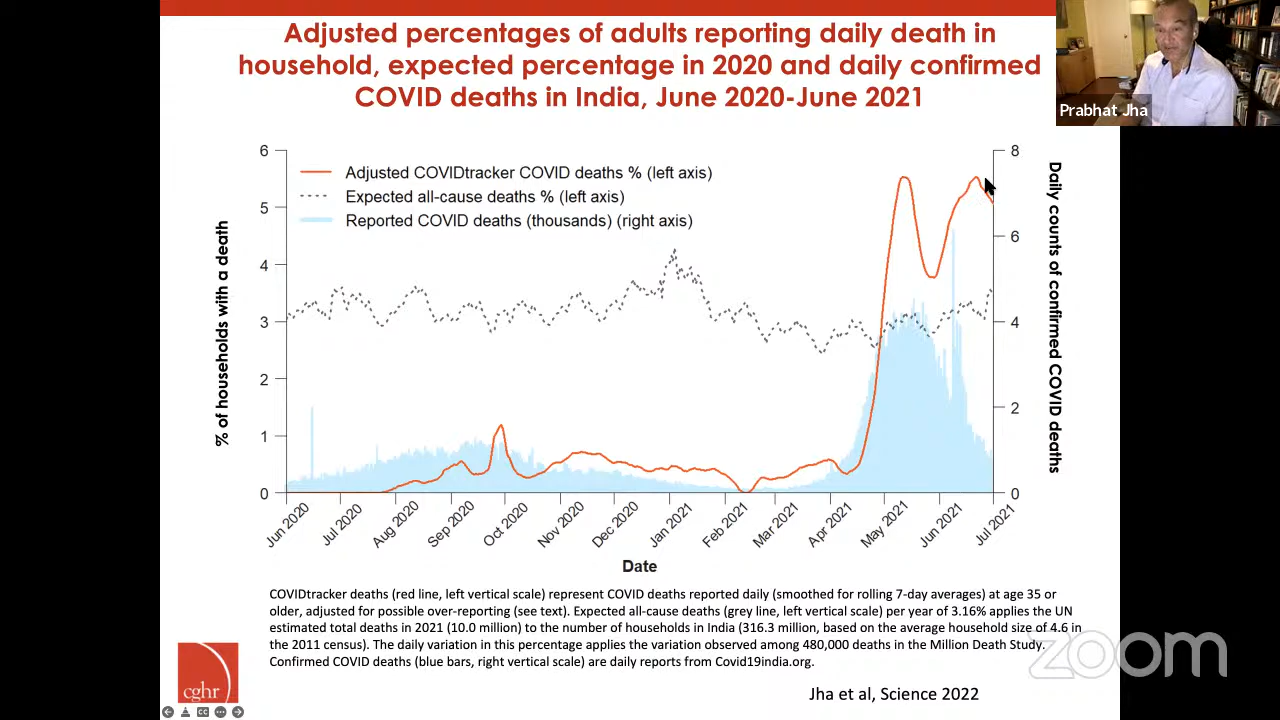 Adjusted percentages of adults reporting daily death in
household, expected percentage in 2020 and daily confirmed
COVID deaths in India, June 2020-June 2021
Prabhat Jha
Adjusted COVIDtracker COVID deaths % (left axis)
Expected all-cause deaths % (left axis)
Reported COVID deaths (thousands) (right axis)
% of households with a death
6
5
4
3
2
1
0
Daily counts of confirmed COVID deaths
8
6
4
2
0
Jun 2020
Jul 2020
Aug 2020
Sep 2020
Oct 2020
Nov 2020
Dec 2020
Jan 2021
Feb 2021
Mar 2021
Apr 2021
May 2021
Jun 2021
Jul 2021
Date
COVIDtracker deaths (red line, left vertical scale) represent COVID deaths reported daily (smoothed for rolling 7-day averages) at age 35 or
older, adjusted for possible over-reporting (see text). Expected all-cause deaths (grey line, left vertical scale) per year of 3.16% applies the UN
estimated total deaths in 2021 (10.0 million) to the number of households in India (316.3 million, based on the average household size of 4.6 in
the 2011 census). The daily variation in this percentage applies the variation observed among 480,000 deaths in the Million Death Study.
Confirmed COVID deaths (blue bars, right vertical scale) are daily reports from Covid19india.org.
zoom
cghr
Jha et al, Science 2022